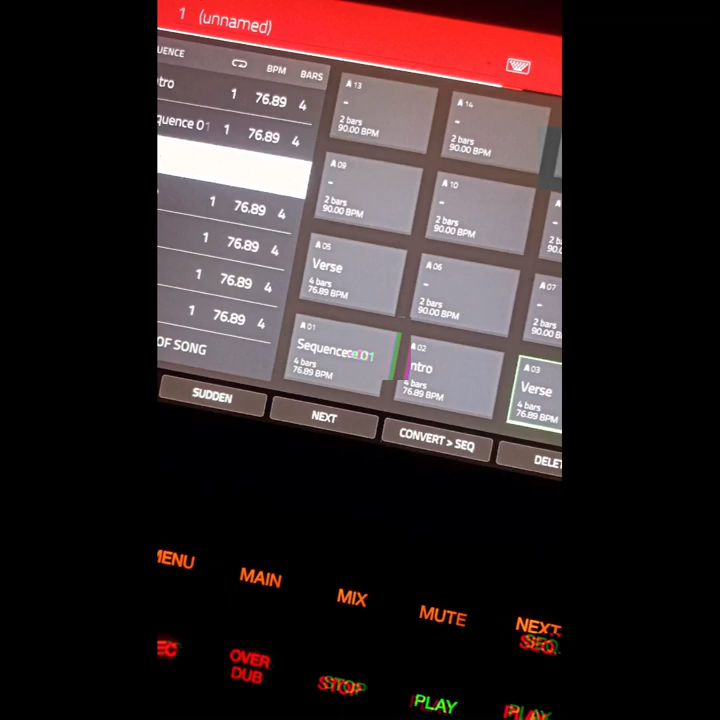 1 (unnamed)
UENCE BPM BARS
tro 1 76.89 4
quence 01 1 76.89 4
1 76.89 4
1 76.89 4
1 76.89 4
1 76.89 4
OF SONG
A 13
-
2 bars
90.00 BPM
A 14
-
2 bars
90.00 BPM
A 09
-
2 bars
90.00 BPM
A 10
-
2 bars
90.00 BPM
A 05
Verse
4 bars
76.89 BPM
A 06
-
2 bars
90.00 BPM
A 07
-
2 b
90.0
A 01
Sequence 01
4 bars
76.89 BPM
A 02
ntro
4 bars
76.89 BPM
A 03
Verse
4 bars
76.89 BPM
SUDDEN NEXT CONVERT > SEQ DELET
MENU MAIN MIX MUTE NEXT
SEQ
EC OVER
DUB
STOP PLAY PLAY